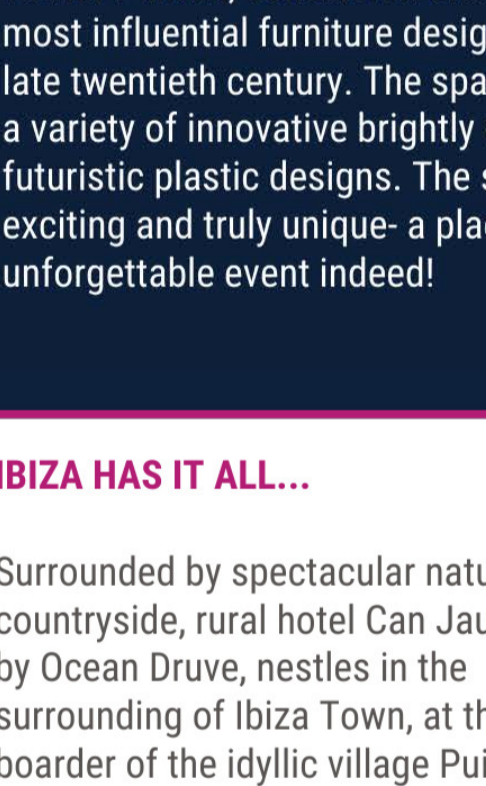 most influential furniture desig
late twentieth century. The spa
a variety of innovative brightly
futuristic plastic designs. The s
exciting and truly unique- a pla
unforgettable event indeed!
IBIZA HAS IT ALL...
Surrounded by spectacular natu
countryside, rural hotel Can Jau
by Ocean Druve, nestles in the
surrounding of Ibiza Town, at th
boarder of the idyllic village Pui